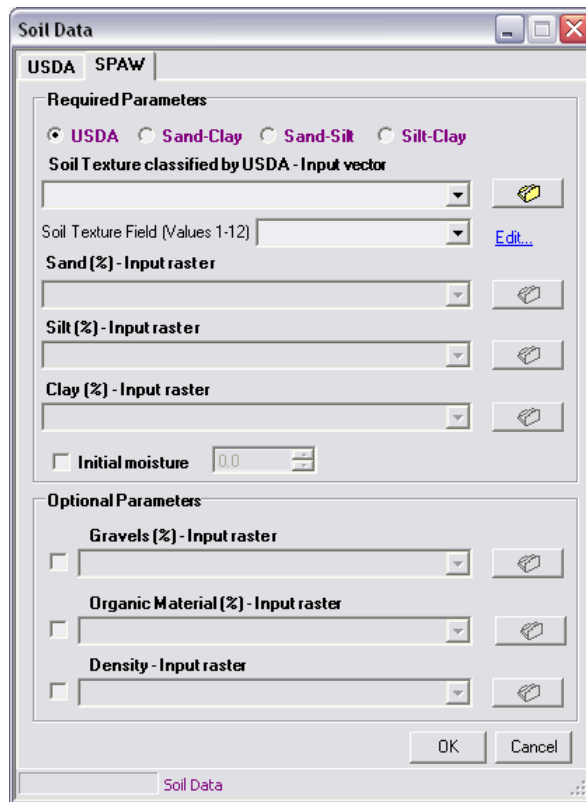 Soil Data
USDA SPAW
Required Parameters
USDA Sand-Clay Sand-Silt Silt-Clay
Soil Texture classified by USDA - Input vector
Soil Texture Field (Values 1-12)
Edit...
Sand (%) - Input raster
Silt (%) - Input raster
Clay (%) - Input raster
Initial moisture 0.0
Optional Parameters
Gravels (%) - Input raster
Organic Material (%) - Input raster
Density - Input raster
OK Cancel
Soil Data